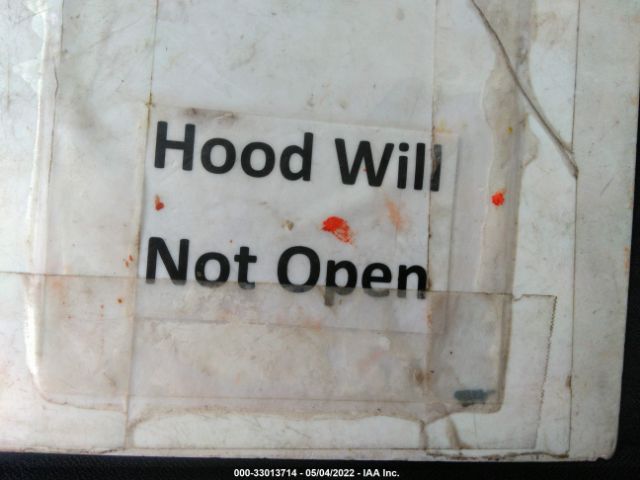 Hood Will
Not Open
000-33013714 - 05/04/2022 - IAA Inc.